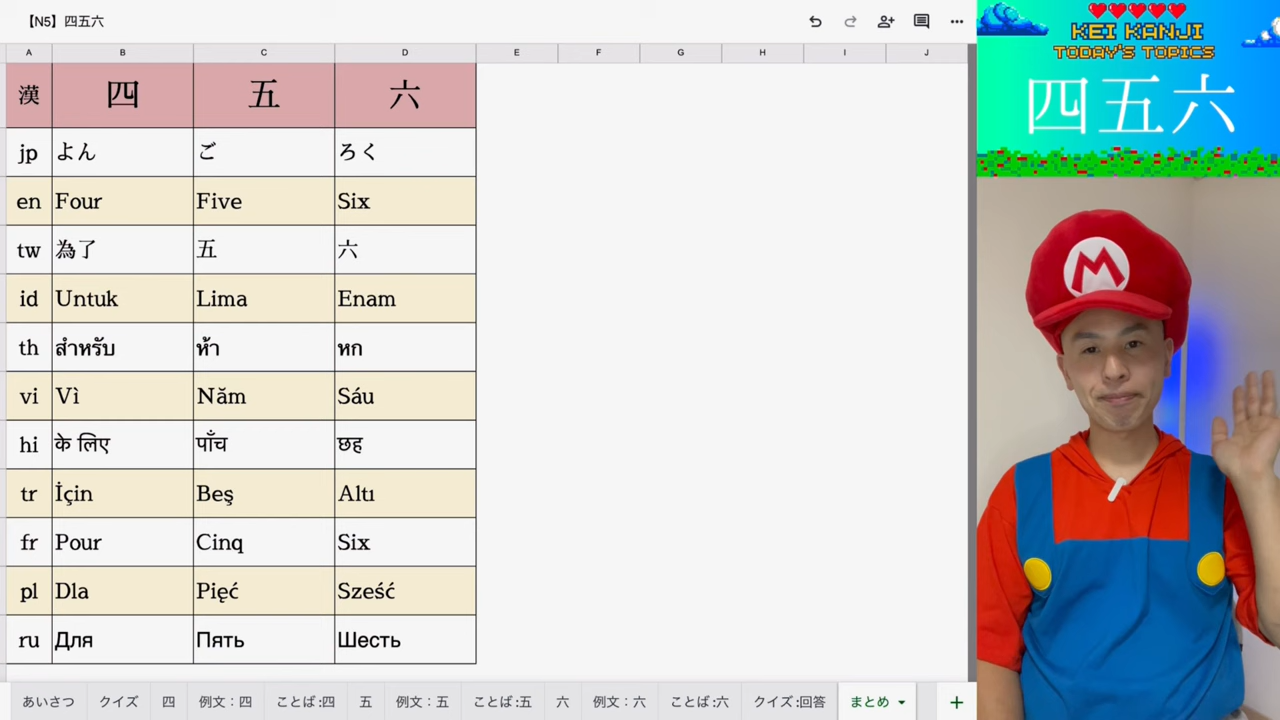 【N5】四五六
A B C D E F G H I J
漢 四 五 六
jp よん ご ろく
en Four Five Six
tw 為了 五 六
id Untuk Lima Enam
th สำหรับ ห้า หก
vi Vì Năm Sáu
hi के लिए पाँच छह
tr İçin Beş Altı
fr Pour Cinq Six
pl Dla Pięć Sześć
ru Для Пять Шесть
あいさつ クイズ 四 例文：四 ことば:四 五 例文：五 ことば:五 六 例文：六 ことば:六 クイズ:回答 まとめ
KEI KANJI
TODAY'S TOPICS
四五六
M